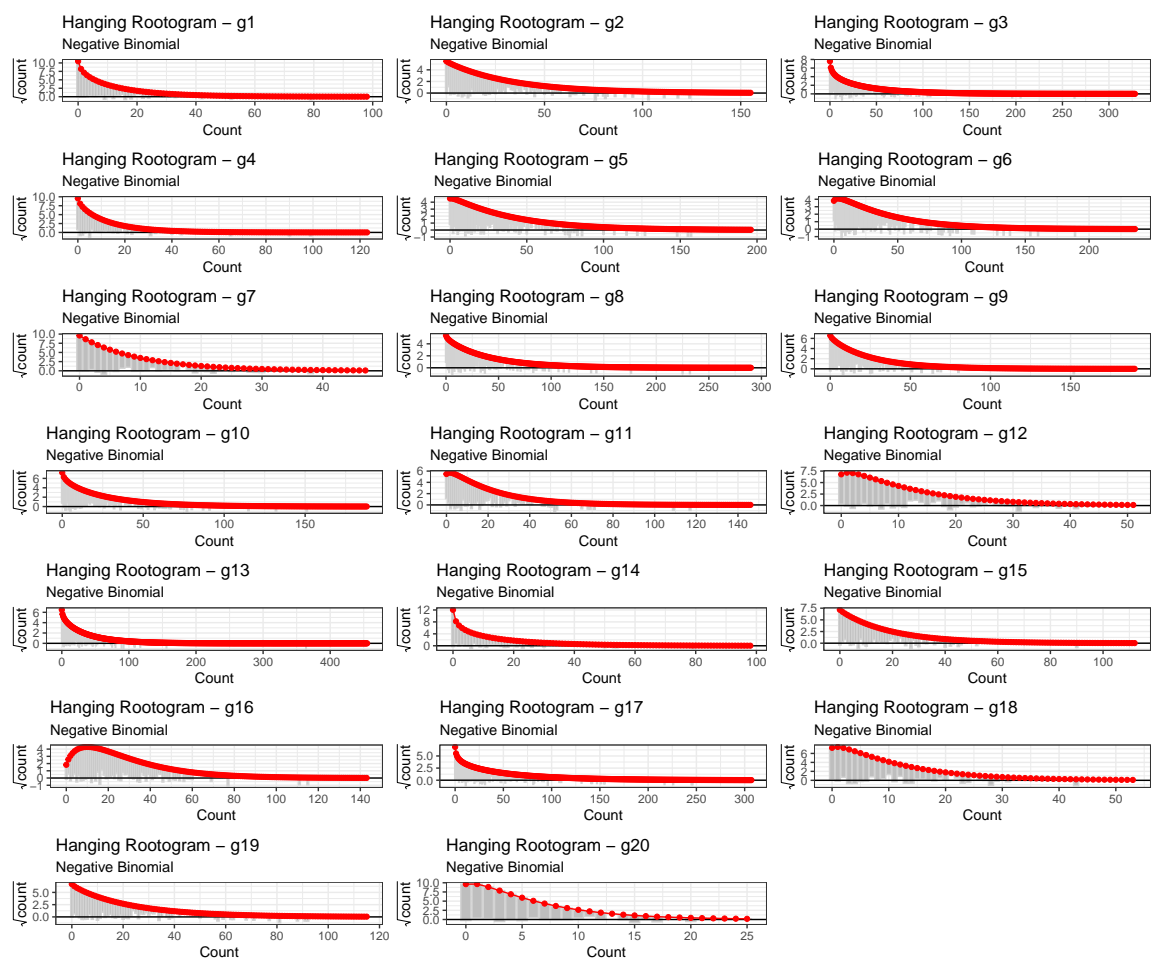 Hanging Rootogram – g1
Negative Binomial
√count
10.0
7.5
5.0
2.5
0.0
0 20 40 60 80 100
Count
Hanging Rootogram – g2
Negative Binomial
√count
4
2
0
0 50 100 150
Count
Hanging Rootogram – g3
Negative Binomial
√count
8
6
4
2
0
0 50 100 150 200 250 300
Count
Hanging Rootogram – g4
Negative Binomial
√count
10.0
7.5
5.0
2.5
0.0
0 20 40 60 80 100 120
Count
Hanging Rootogram – g5
Negative Binomial
√count
4
3
2
1
0
−1
0 50 100 150 200
Count
Hanging Rootogram – g6
Negative Binomial
√count
4
3
2
1
0
−1
0 50 100 150 200
Count
Hanging Rootogram – g7
Negative Binomial
√count
10.0
7.5
5.0
2.5
0.0
0 10 20 30 40
Count
Hanging Rootogram – g8
Negative Binomial
√count
4
2
0
0 50 100 150 200 250 300
Count
Hanging Rootogram – g9
Negative Binomial
√count
6
4
2
0
0 50 100 150
Count
Hanging Rootogram – g10
Negative Binomial
√count
6
4
2
0
0 50 100 150
Count
Hanging Rootogram – g11
Negative Binomial
√count
6
4
2
0
0 20 40 60 80 100 120 140
Count
Hanging Rootogram – g12
Negative Binomial
√count
7.5
5.0
2.5
0.0
0 10 20 30 40 50
Count
Hanging Rootogram – g13
Negative Binomial
√count
6
4
2
0
0 100 200 300 400
Count
Hanging Rootogram – g14
Negative Binomial
√count
12
8
4
0
0 20 40 60 80 100
Count
Hanging Rootogram – g15
Negative Binomial
√count
7.5
5.0
2.5
0.0
0 20 40 60 80 100
Count
Hanging Rootogram – g16
Negative Binomial
√count
4
3
2
1
0
−1
0 20 40 60 80 100 120 140
Count
Hanging Rootogram – g17
Negative Binomial
√count
5.0
2.5
0.0
0 50 100 150 200 250 300
Count
Hanging Rootogram – g18
Negative Binomial
√count
6
4
2
0
0 10 20 30 40 50
Count
Hanging Rootogram – g19
Negative Binomial
√count
5.0
2.5
0.0
0 20 40 60 80 100 120
Count
Hanging Rootogram – g20
Negative Binomial
√count
10.0
7.5
5.0
2.5
0.0
0 5 10 15 20 25
Count